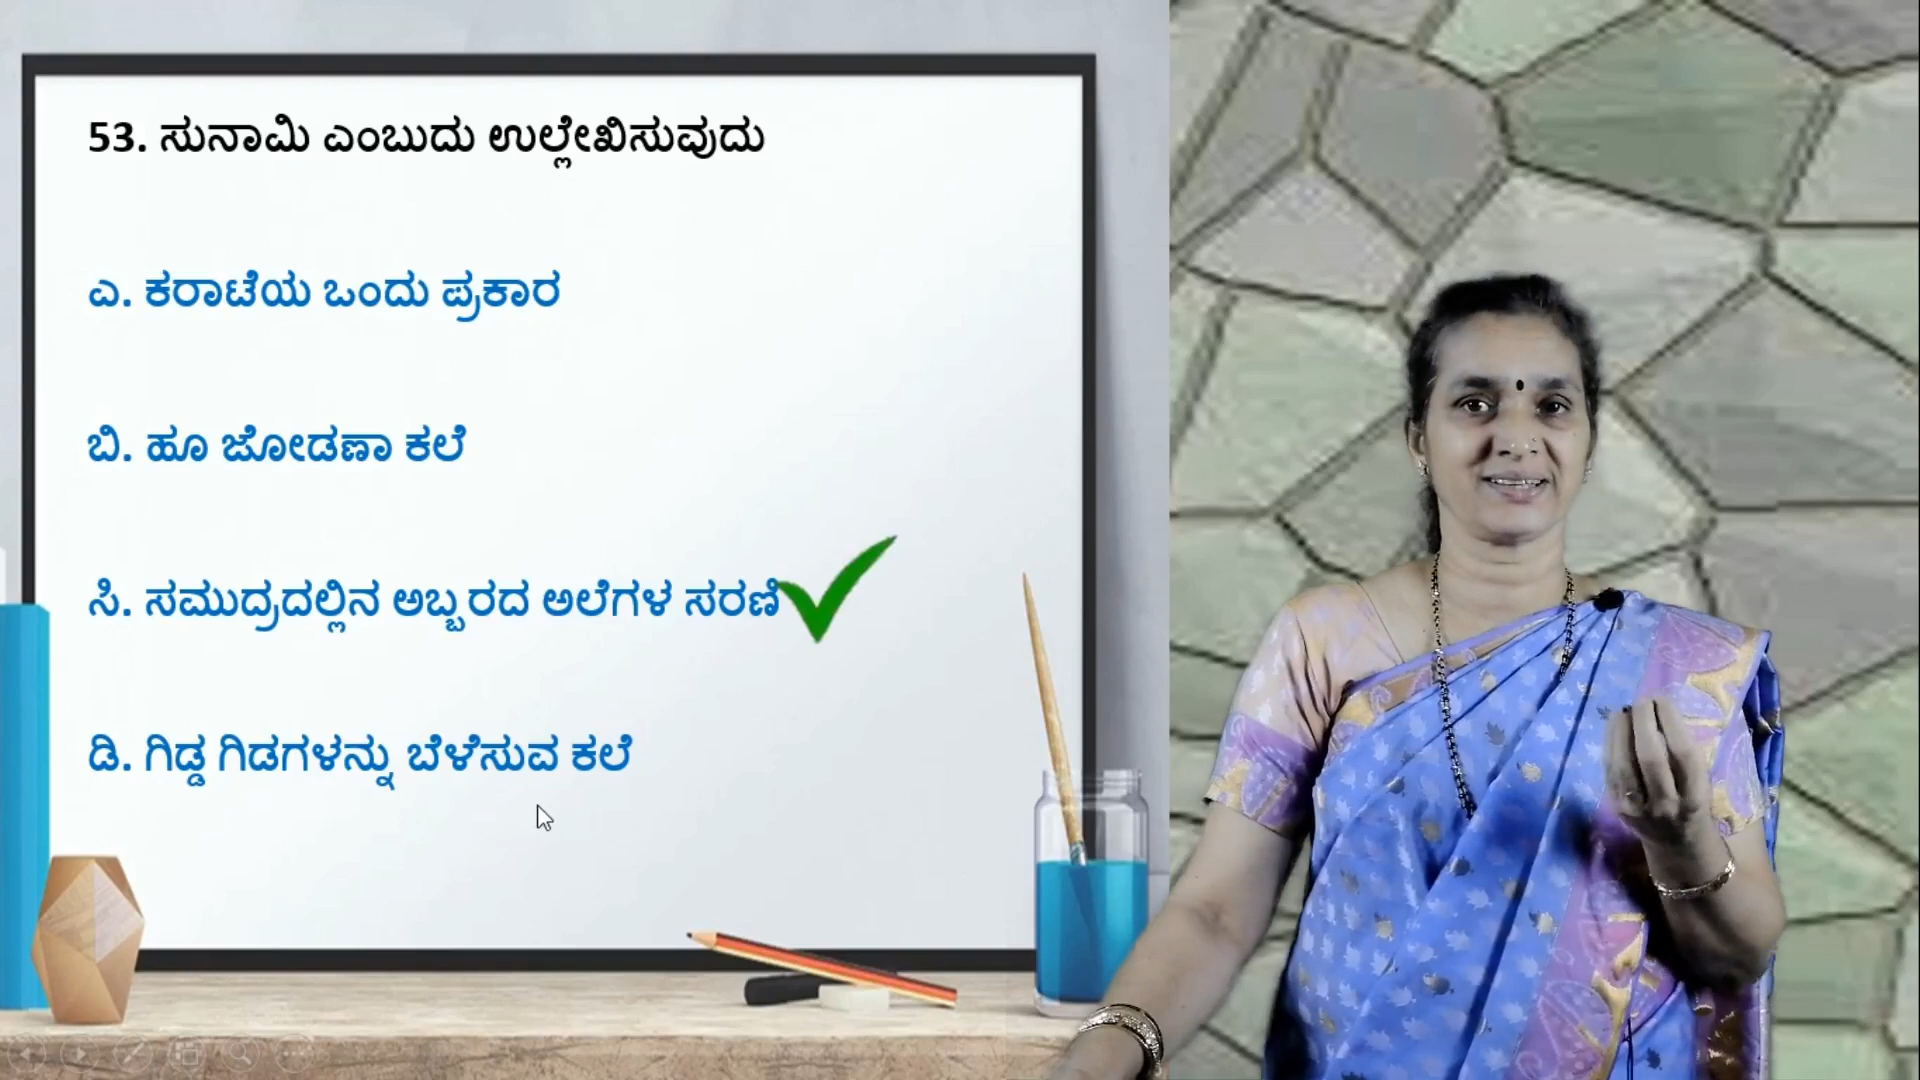 53. ಸುನಾಮಿ ಎಂಬುದು ಉಲ್ಲೇಖಿಸುವುದು
ಎ. ಕರಾಟೆಯ ಒಂದು ಪ್ರಕಾರ
ಬಿ. ಹೂ ಜೋಡಣಾ ಕಲೆ
ಸಿ. ಸಮುದ್ರದಲ್ಲಿನ ಅಬ್ಬರದ ಅಲೆಗಳ ಸರಣಿ
ಡಿ. ಗಿಡ್ಡ ಗಿಡಗಳನ್ನು ಬೆಳೆಸುವ ಕಲೆ